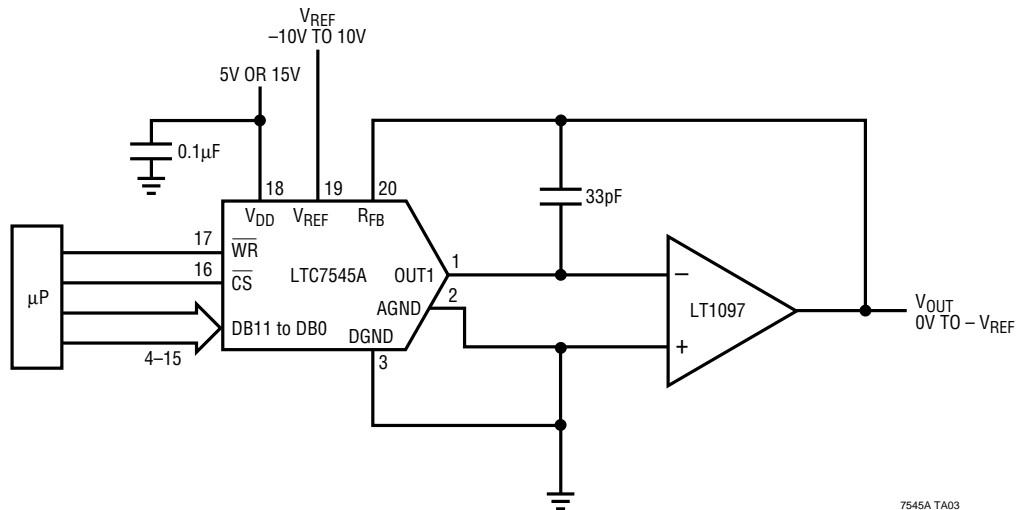 VREF
–10V TO 10V
5V OR 15V
0.1µF
18
19
20
33pF
VDD
VREF
RFB
17
WR
16
CS
LTC7545A
OUT1
1
µP
AGND
2
DB11 to DB0
DGND
4–15
3
–
LT1097
+
VOUT
0V TO – VREF
7545A TA03